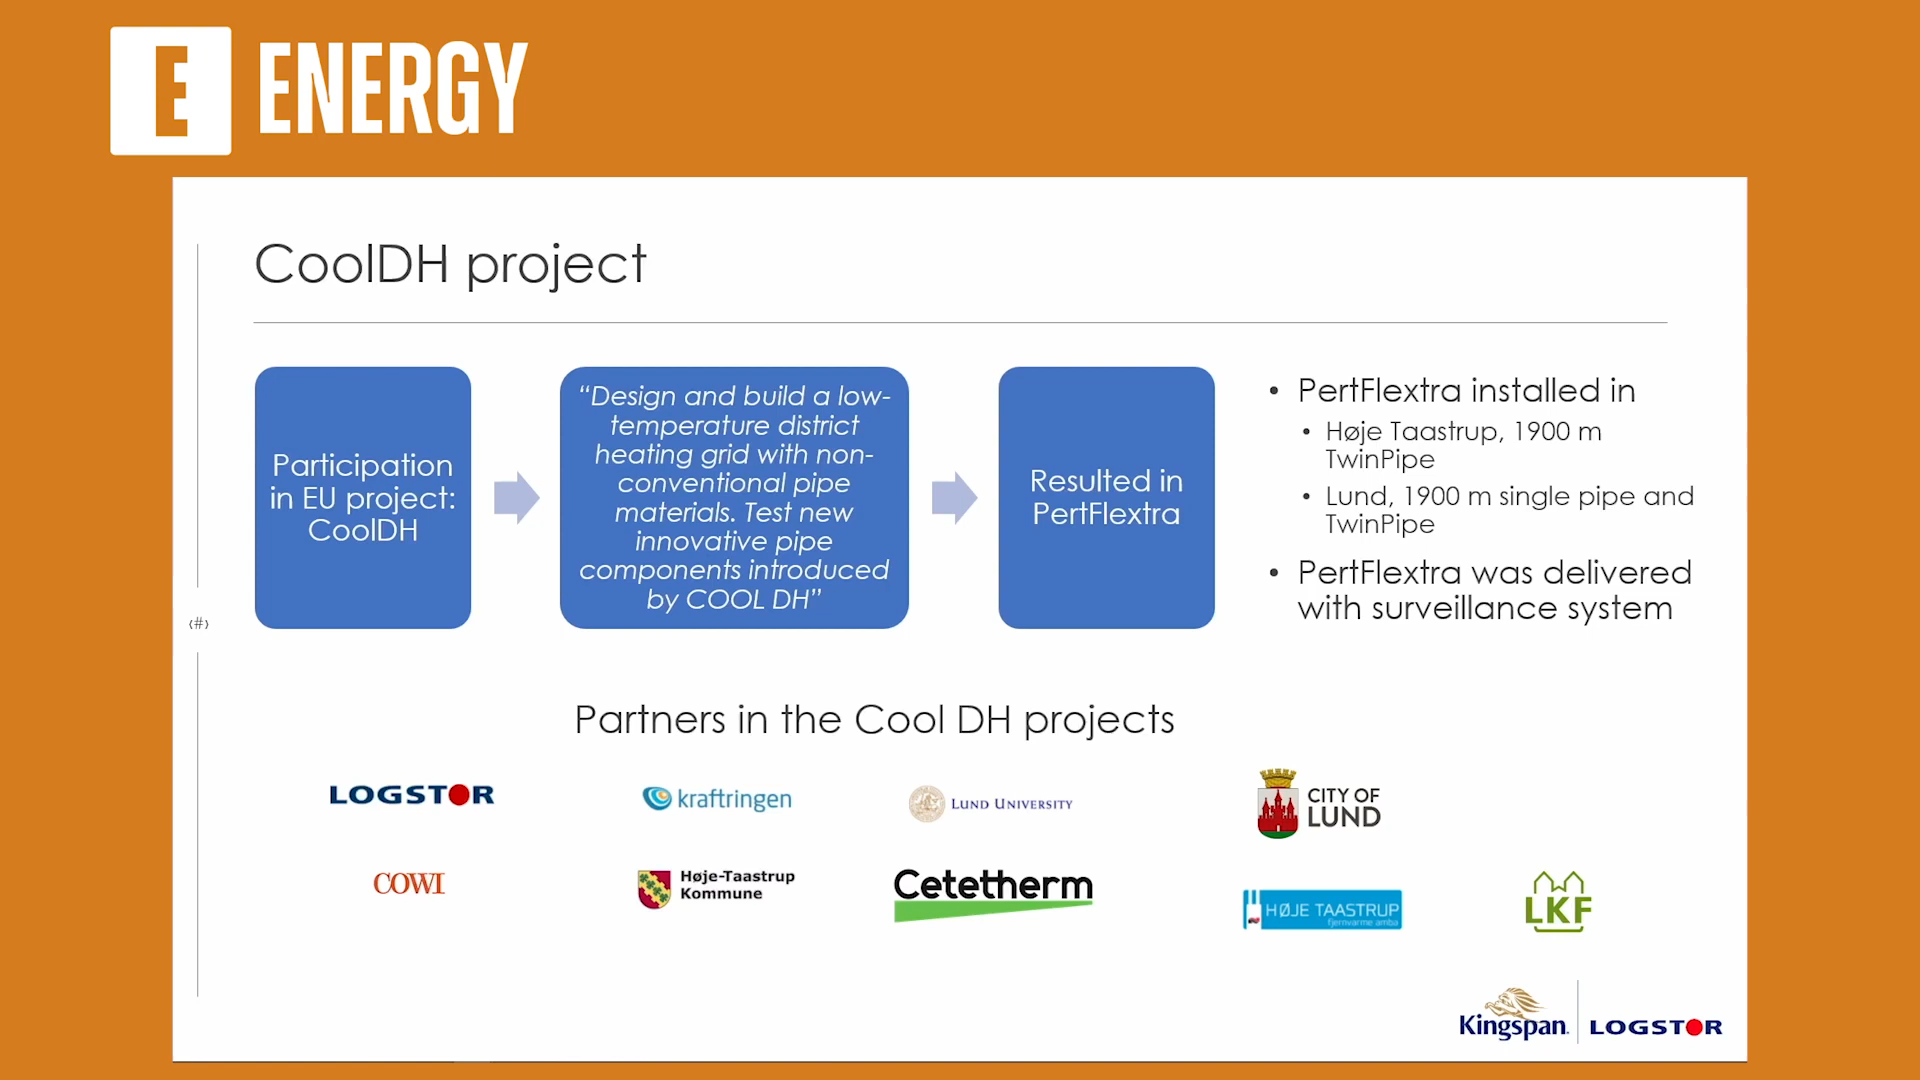 E ENERGY
CoolDH project
Participation
in EU project:
CoolDH
“Design and build a low-
temperature district
heating grid with non-
conventional pipe
materials. Test new
innovative pipe
components introduced
by COOL DH”
Resulted in
PertFlextra
• PertFlextra installed in
• Høje Taastrup, 1900 m
TwinPipe
• Lund, 1900 m single pipe and
TwinPipe
• PertFlextra was delivered
with surveillance system
‹#›
Partners in the Cool DH projects
LOGSTOR
kraftringen
LUND UNIVERSITY
CITY OF
LUND
COWI
Høje-Taastrup
Kommune
Cetetherm
HØJE TAASTRUP
fjernvarme amba
LKF
Kingspan.
LOGSTOR